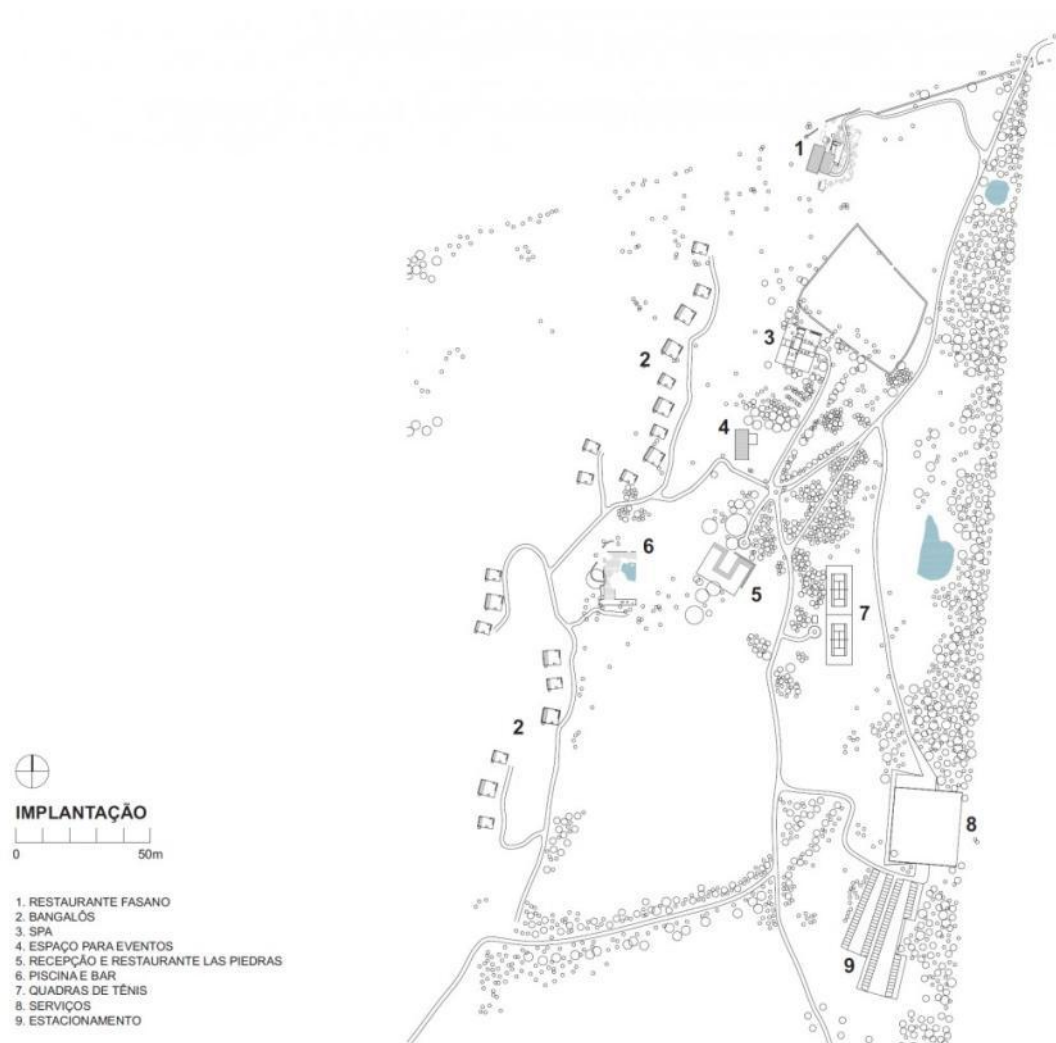 1
2
3
4
6
5
7
2
8
9
IMPLANTAÇÃO
0 50m
1. RESTAURANTE FASANO
2. BANGALÔS
3. SPA
4. ESPAÇO PARA EVENTOS
5. RECEPÇÃO E RESTAURANTE LAS PIEDRAS
6. PISCINA E BAR
7. QUADRAS DE TÊNIS
8. SERVIÇOS
9. ESTACIONAMENTO